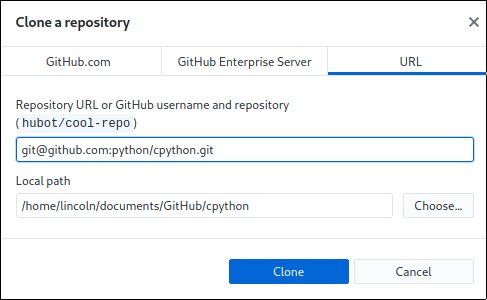 Clone a repository
GitHub.com GitHub Enterprise Server URL
Repository URL or GitHub username and repository
(hubot/cool-repo)
git@github.com:python/cpython.git
Local path
/home/lincoln/documents/GitHub/cpython Choose...
Clone Cancel